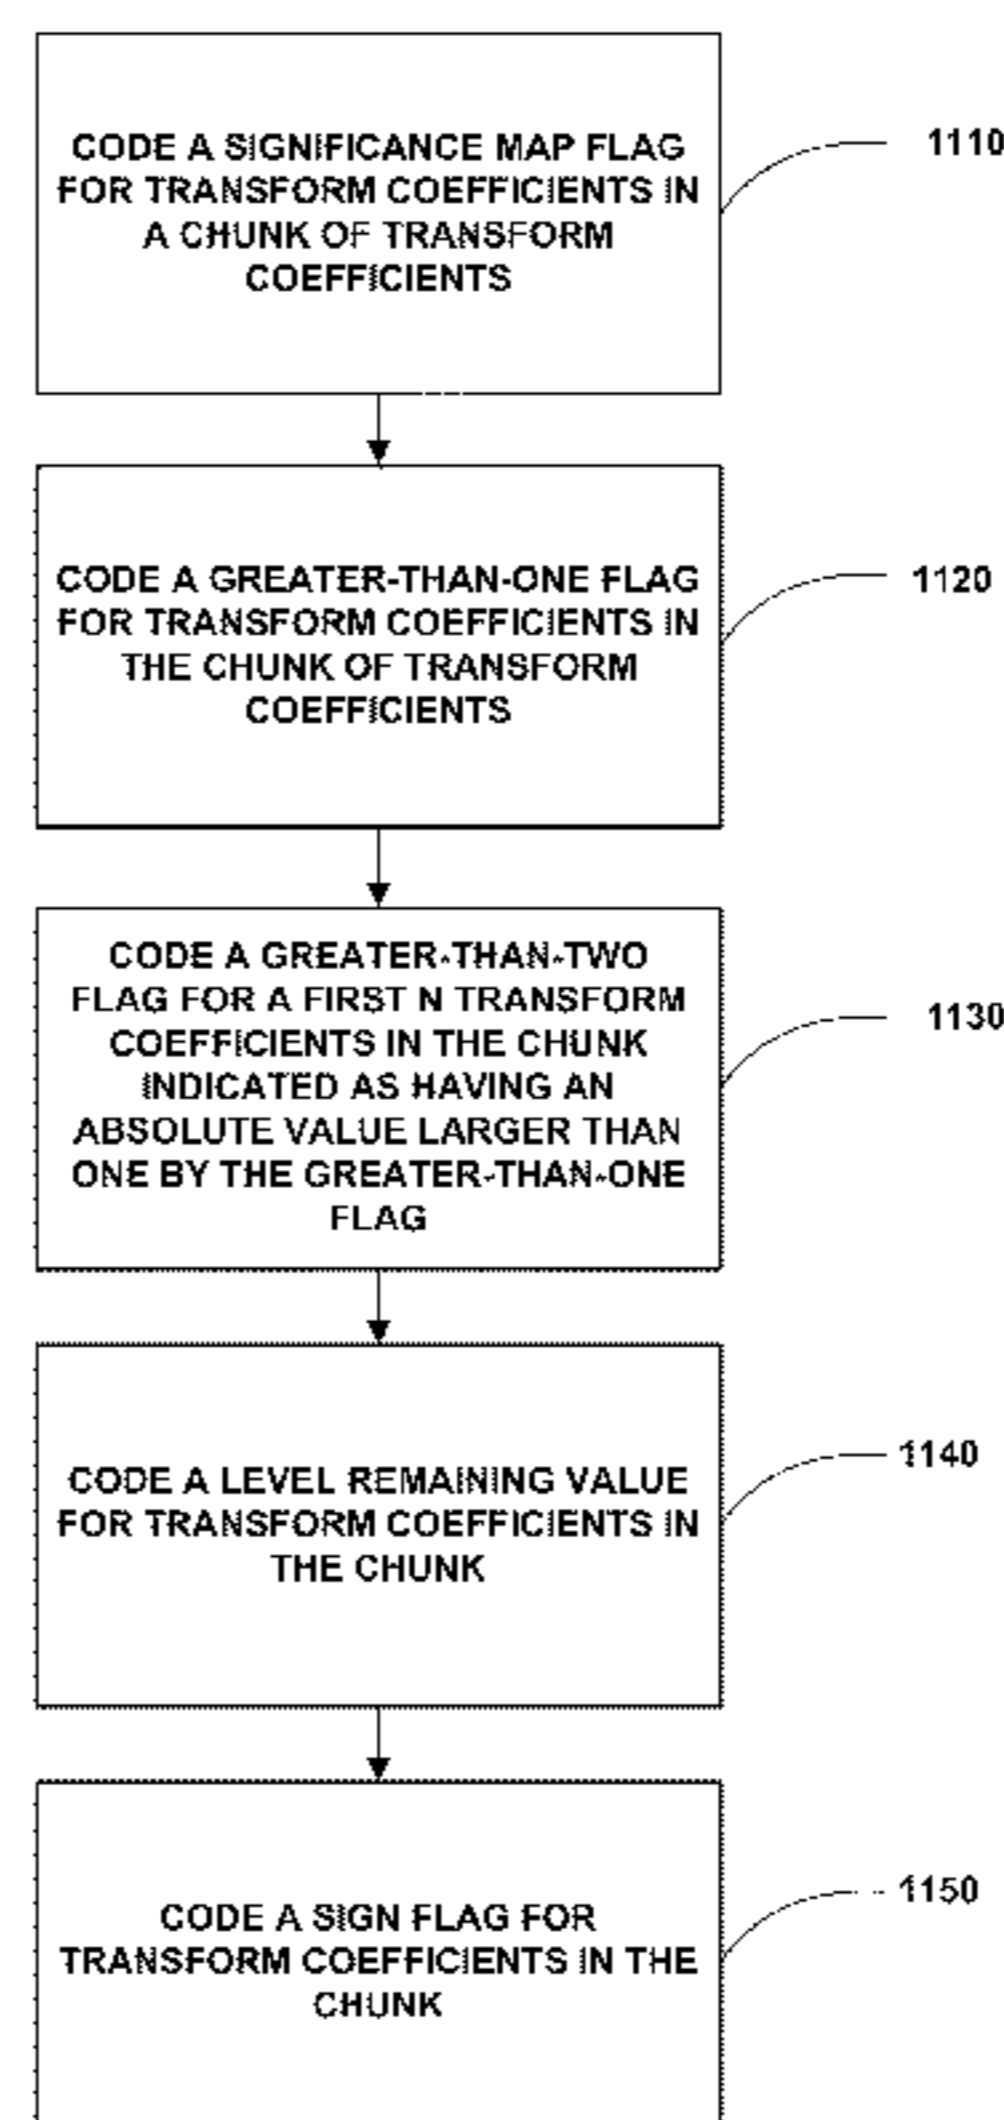 CODE A SIGNIFICANCE MAP FLAG
FOR TRANSFORM COEFFICIENTS IN
A CHUNK OF TRANSFORM
COEFFICIENTS
1110
CODE A GREATER-THAN-ONE FLAG
FOR TRANSFORM COEFFICIENTS IN
THE CHUNK OF TRANSFORM
COEFFICIENTS
1120
CODE A GREATER-THAN-TWO
FLAG FOR A FIRST N TRANSFORM
COEFFICIENTS IN THE CHUNK
INDICATED AS HAVING AN
ABSOLUTE VALUE LARGER THAN
ONE BY THE GREATER-THAN-ONE
FLAG
1130
CODE A LEVEL REMAINING VALUE
FOR TRANSFORM COEFFICIENTS IN
THE CHUNK
1140
CODE A SIGN FLAG FOR
TRANSFORM COEFFICIENTS IN THE
CHUNK
1150